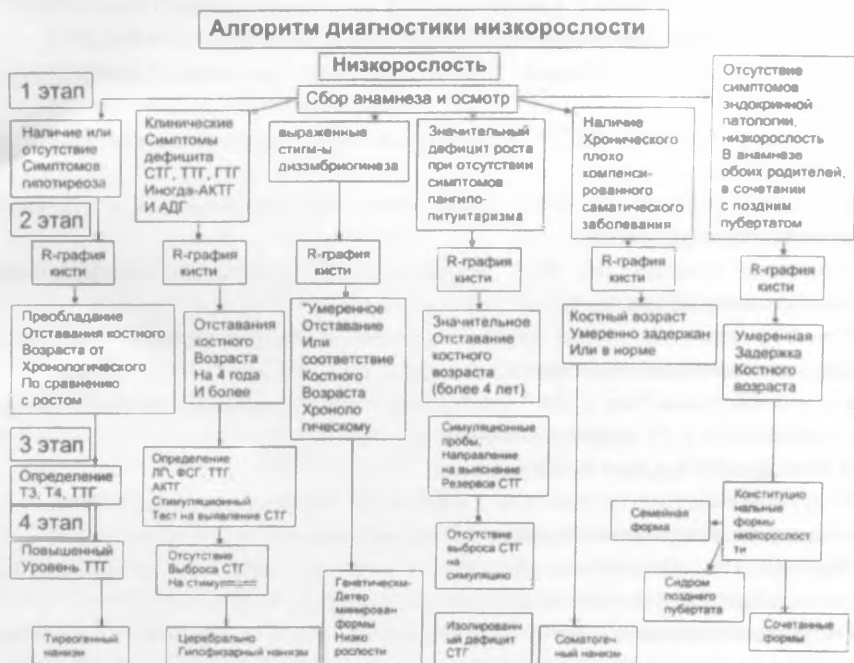 Алгоритм диагностики низкорослости
Низкорослость
1 этап
Сбор анамнеза и осмотр
Наличие или
отсутствие
Симптомов
гипотиреоза
Клинические
Симптомы
дефицита
СТГ, ТТГ, ГТГ
Иногда-АКТГ
И АДГ
выраженные
стигм-ы
дизэмбриогинеза
Значительный
дефицит роста
при отсутствии
симптомов
пангипо-
питуитаризма
Наличие
Хронического
плохо
компенси-
рованного
саматического
заболевания
Отсутствие
симптомов
эндокринной
патологии,
низкорослость
В анамнезе
обоих родителей,
в сочетании
с поздним
пубертатом
2 этап
R-графия
кисти
R-графия
кисти
R-графия
кисти
R-графия
кисти
R-графия
кисти
R-графия
кисти
Преобладание
Отставания костного
Возраста от
Хронологического
По сравнению
с ростом
Отставания
костного
Возраста
На 4 года
И более
"Умеренное
Отставание
Или
соответствие
Костного
Возраста
Хроноло
гическому
Значительное
Отставание
костного
возраста
(более 4 лет)
Костный возраст
Умеренно задержан
Или в норме
Умеренная
Задержка
Костного
возраста
3 этап
Определение
Т3, Т4, ТТГ
Определение
ЛГ, ФСГ, ТТГ
АКТГ
Стимуляционный
Тест на выявление СТГ
Симуляционные
пробы,
Направление
на выяснение
Резервов СТГ
Семейная
форма
Конституцио
нальные
формы
низкорослост
и
4 этап
Повышенный
Уровень ТТГ
Отсутствие
Выброса СТГ
На стимуляцию
Генетически-
Детер
минирован
формы
Низко
рослости
Отсутствие
выброса СТГ
на
симуляцию
Сидром
позднего
пубертата
Тиреогенный
нанизм
Церебрально
Гипофизарный нанизм
Изолированн
ый дефицит
СТГ
Соматоген
ный нанизм
Сочетанные
формы